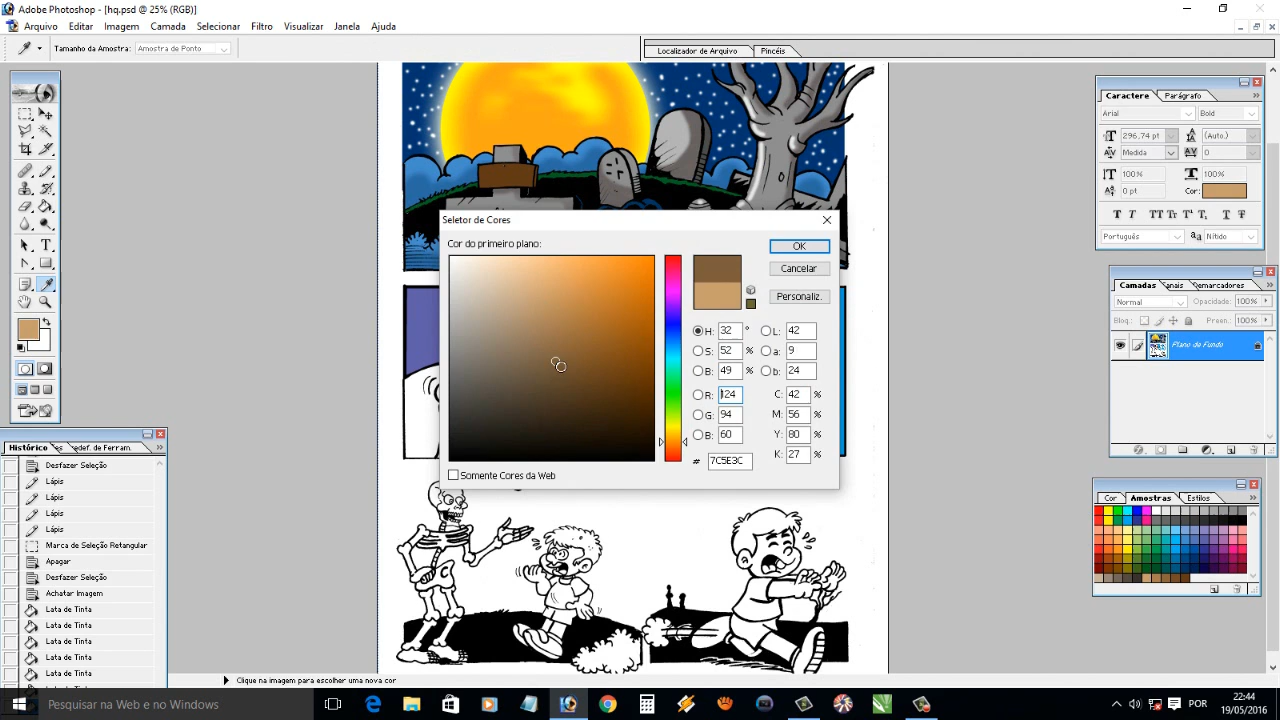 Adobe Photoshop - [hq.psd @ 25% (RGB)]
Arquivo Editar Imagem Camada Selecionar Filtro Visualizar Janela Ajuda
Tamanho da Amostra: Amostra de Ponto
Localizador de Arquivo Pincéis
Caractere Parágrafo
Arial Bold
296.74 pt (Auto.)
Medida 0
100% 100%
0 pt Cor:
Português Nítido
Seletor de Cores
Cor do primeiro plano:
OK
Cancelar
Personaliz.
H: 32 ° L: 42
S: 52 % a: 9
B: 49 % b: 24
R: 124 C: 42 %
G: 94 M: 56 %
B: 60 Y: 80 %
# 7C5E3C K: 27 %
Somente Cores da Web
Camadas anais Demarcadores
Normal Opacidade: 100%
Bloq.: Preen.: 100%
Plano de Fundo
Cor Amostras Estilos
Histórico ões redef. de Ferram.
Desfazer Seleção
Lápis
Lápis
Lápis
Lápis
Marca de Seleção Retangular
Apagar
Desfazer Seleção
Achatar Imagem
Lata de Tinta
Lata de Tinta
Lata de Tinta
Lata de Tinta
Lata de Tinta
Clique na imagem para escolher uma nova cor
Pesquisar na Web e no Windows
POR
22:44
19/05/2016